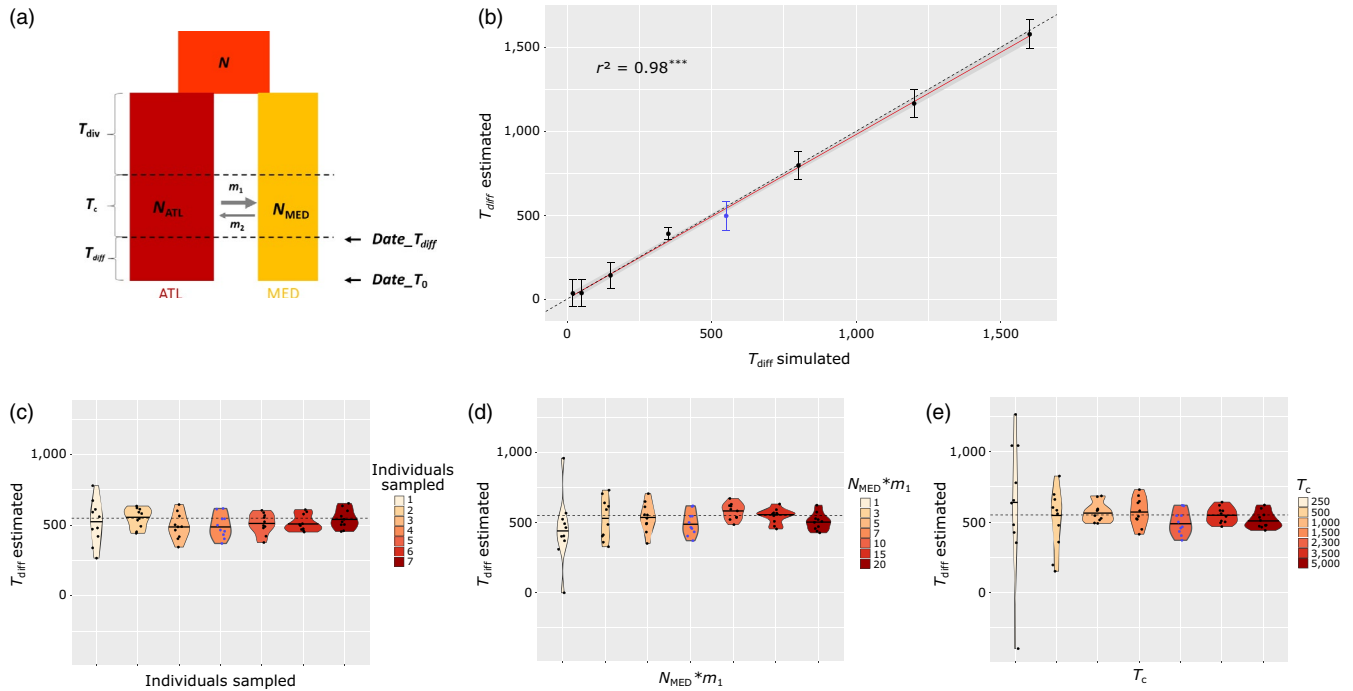 (a)
N
T_div
T_c
T_diff
N_ATL
m_1
m_2
N_MED
Date_T_diff
Date_T_0
ATL
MED
(b)
r² = 0.98***
T_diff estimated
1,500
1,000
500
0
0
500
1,000
1,500
T_diff simulated
(c)
T_diff estimated
1,000
500
0
Individuals sampled
Individuals
sampled
1
2
3
4
5
6
7
(d)
T_diff estimated
1,000
500
0
N_MED*m_1
N_MED*m_1
1
3
5
7
10
15
20
(e)
T_diff estimated
1,000
500
0
T_c
T_c
250
500
1,000
1,500
2,300
3,500
5,000